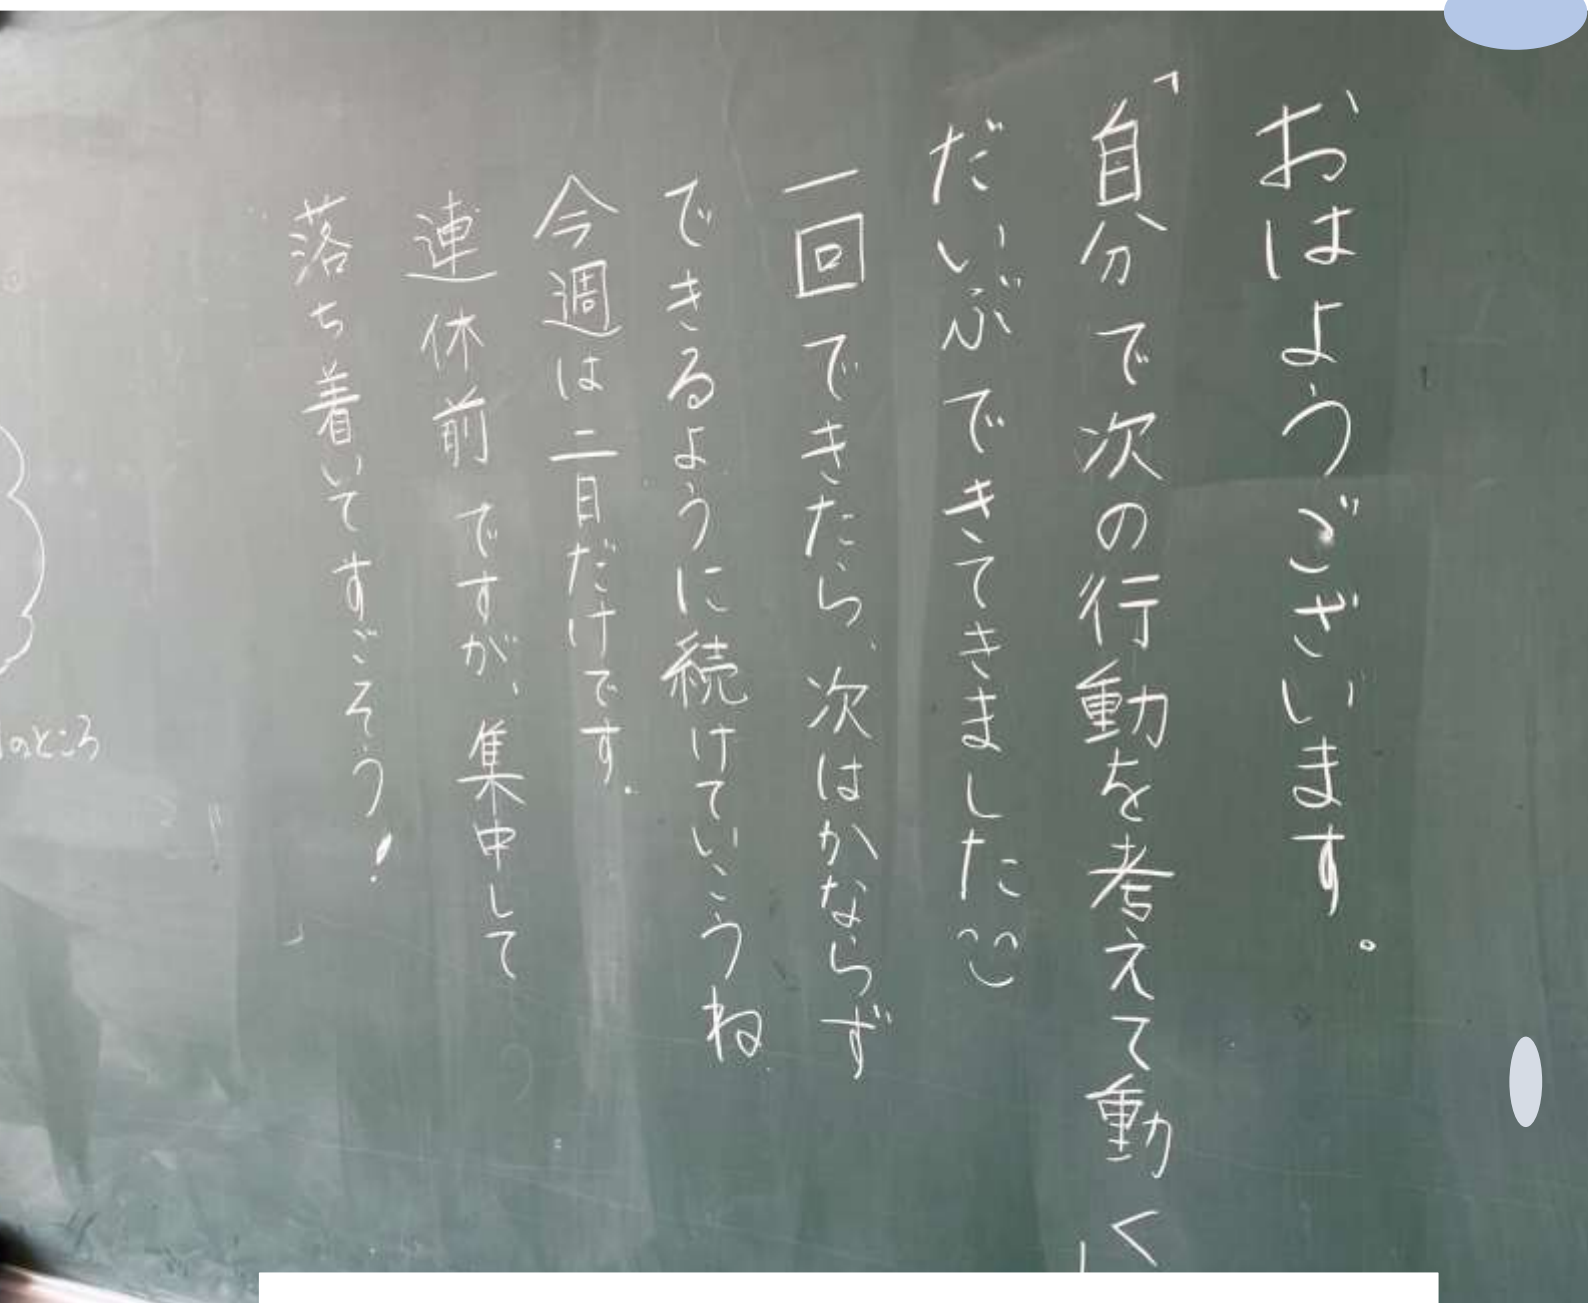 おはようございます。
「自分で次の行動を考えて動く」
だいぶできてきました
一回できたら、次はかならず
できるように続けていこうね
今週は二日だけです。
連休前ですが、集中して
落ち着いてすごそう!
のところ